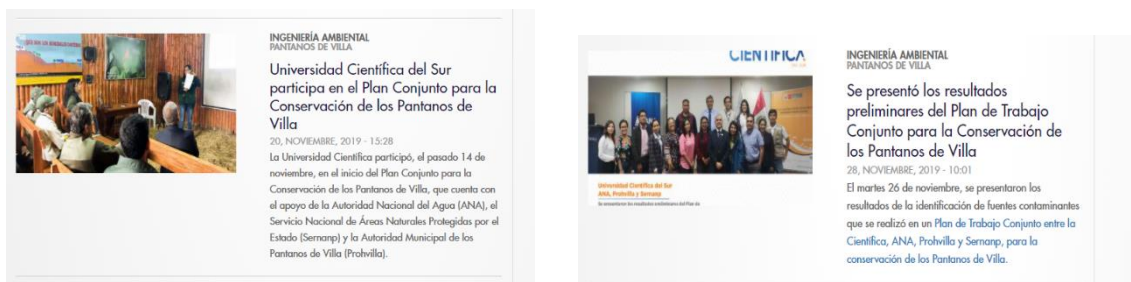 INGENIERÍA AMBIENTAL
PANTANOS DE VILLA
Universidad Científica del Sur
participa en el Plan Conjunto para la
Conservación de los Pantanos de
Villa
20, NOVIEMBRE, 2019 - 15:28
La Universidad Científica participó, el pasado 14 de
noviembre, en el inicio del Plan Conjunto para la
Conservación de los Pantanos de Villa, que cuenta con
el apoyo de la Autoridad Nacional del Agua (ANA), el
Servicio Nacional de Áreas Naturales Protegidas por el
Estado (Sernanp) y la Autoridad Municipal de los
Pantanos de Villa (Prohvilla).
CIENTIFICA
Universidad Científica del Sur
ANA, Prohvilla y Sernanp
Se presentaron los resultados preliminares del Plan de
INGENIERÍA AMBIENTAL
PANTANOS DE VILLA
Se presentó los resultados
preliminares del Plan de Trabajo
Conjunto para la Conservación de
los Pantanos de Villa
28, NOVIEMBRE, 2019 - 10:01
El martes 26 de noviembre, se presentaron los
resultados de la identificación de fuentes contaminantes
que se realizó en un Plan de Trabajo Conjunto entre la
Científica, ANA, Prohvilla y Sernanp, para la
conservación de los Pantanos de Villa.